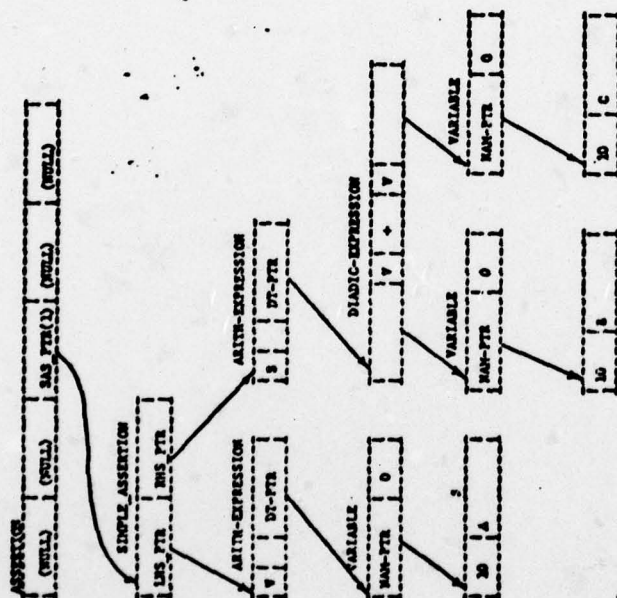 ASSERTION
(NULL) (NULL) SAS_PTR(1) (NULL) (NULL)
SIMPLE_ASSERTION
LHS_PTR RHS_PTR
ARITH-EXPRESSION ARITH-EXPRESSION
V DT-PTR S DT-PTR
VARIABLE DIADIC-EXPRESSION
NAM-PTR 0 V + V
VARIABLE VARIABLE
NAM-PTR 0 NAM-PTR 0
10 A 10 B 10 C